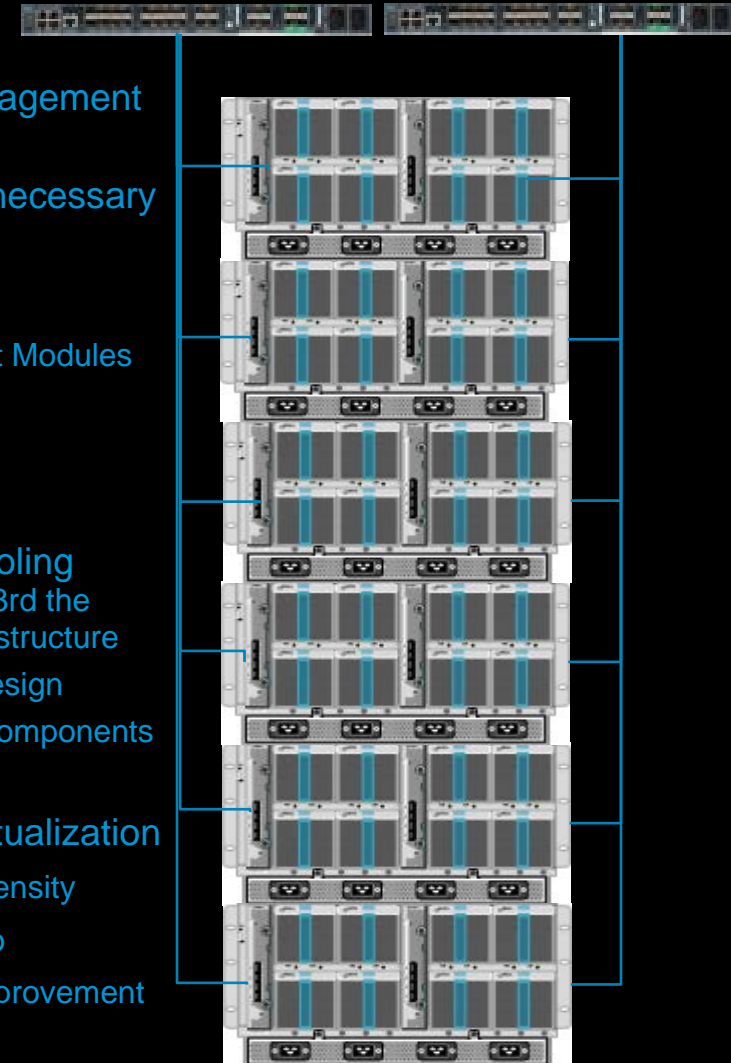 agement
necessary
t Modules
oling
3rd the
structure
esign
omponents
tualization
ensity
o
provement